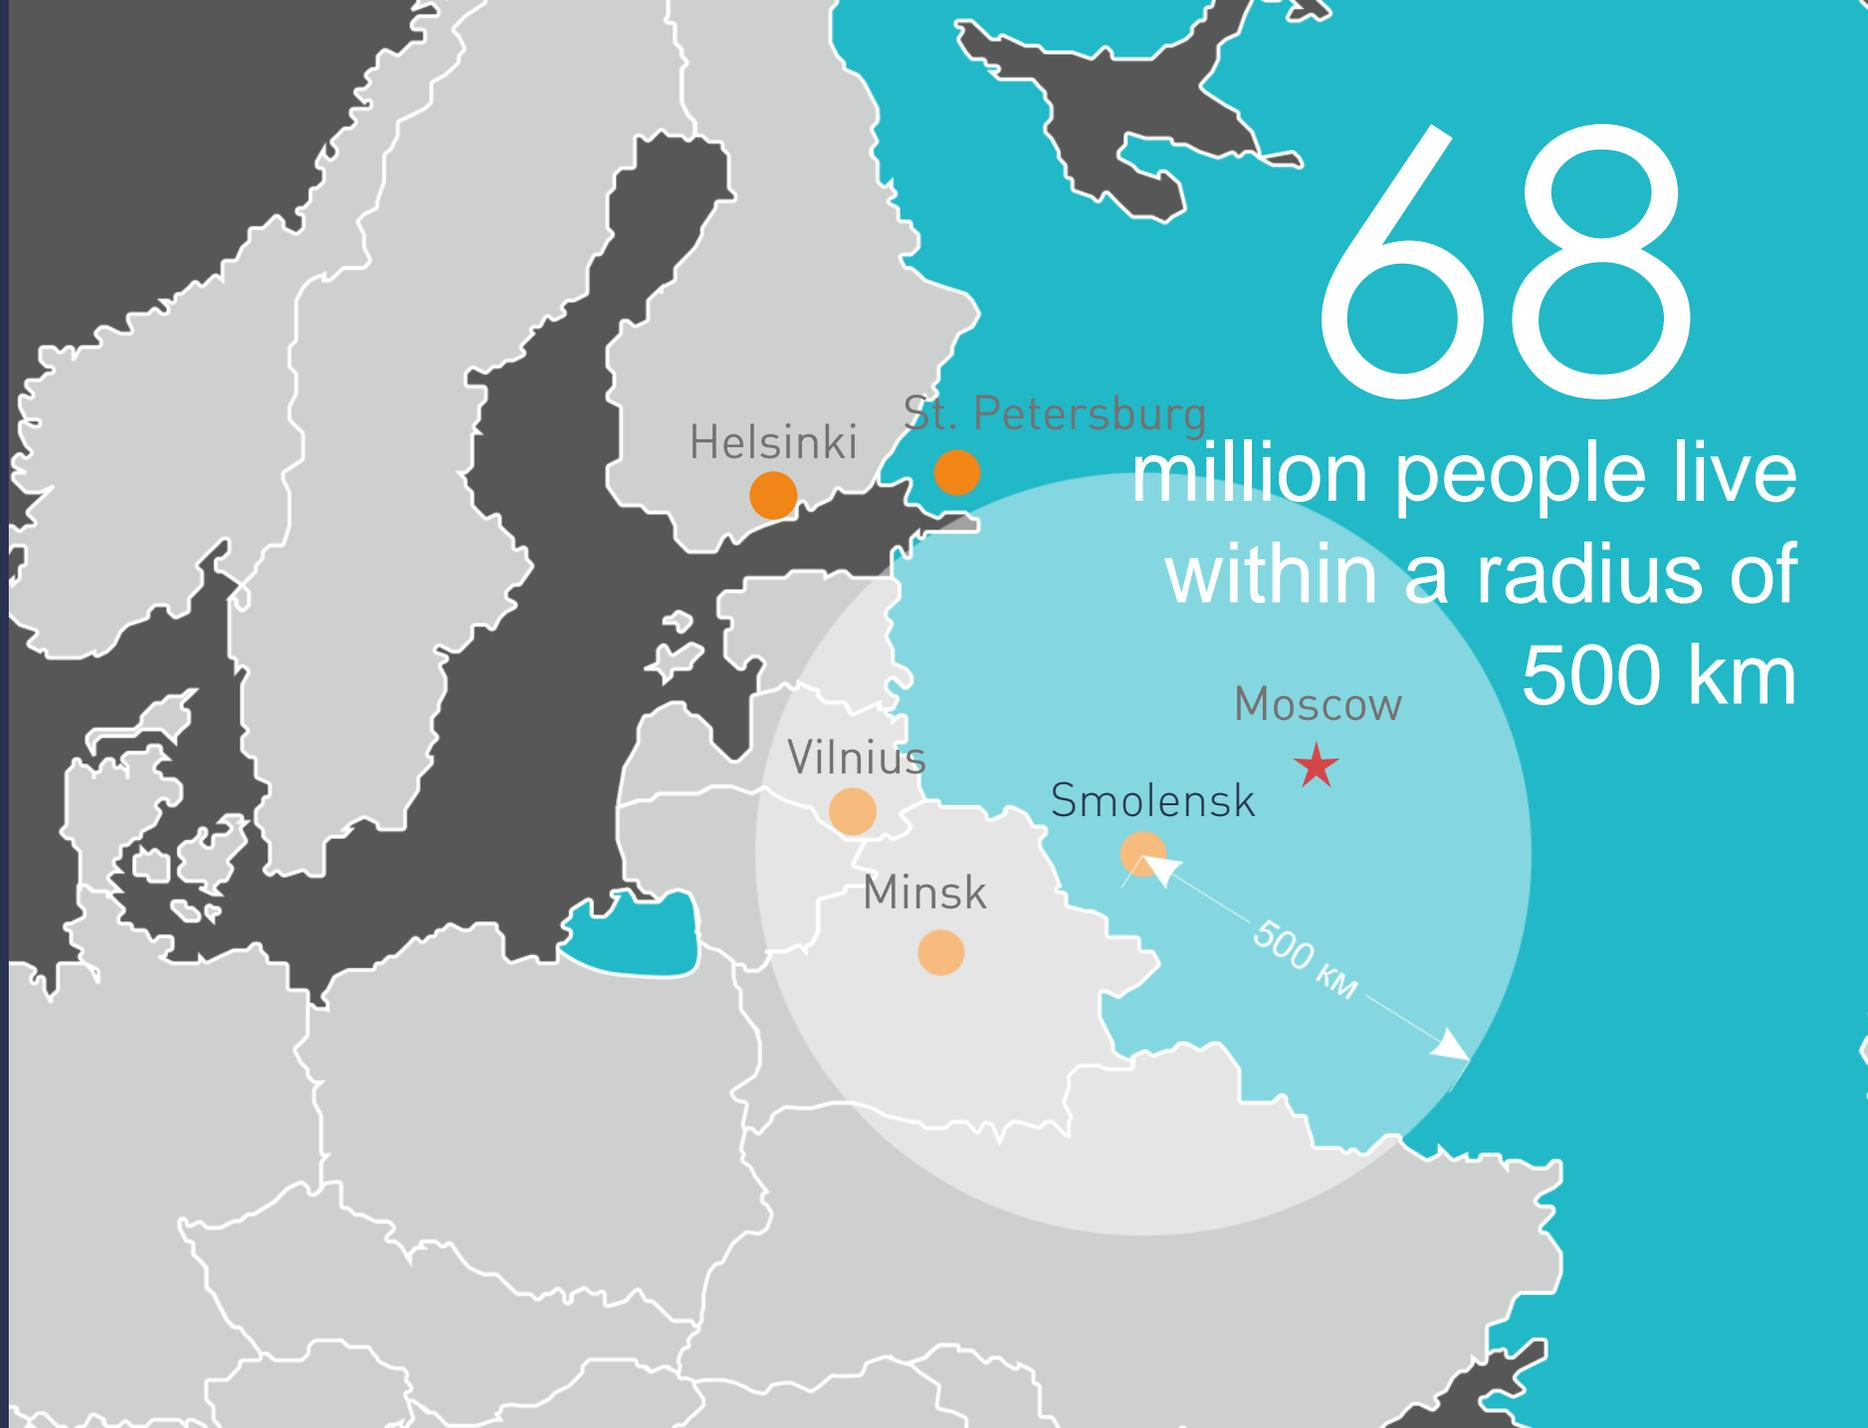 68
St. Petersburg
Helsinki
million people live
within a radius of
500 km
Moscow
Vilnius
Smolensk
Minsk
500 км